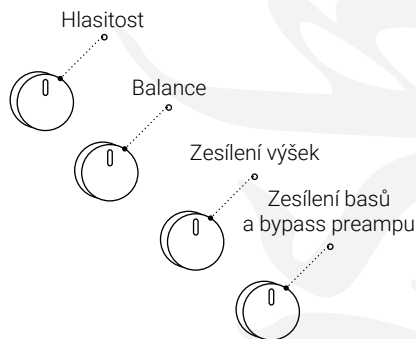 Hlasitost
Balance
Zesílení výšek
Zesílení basů
a bypass preampu